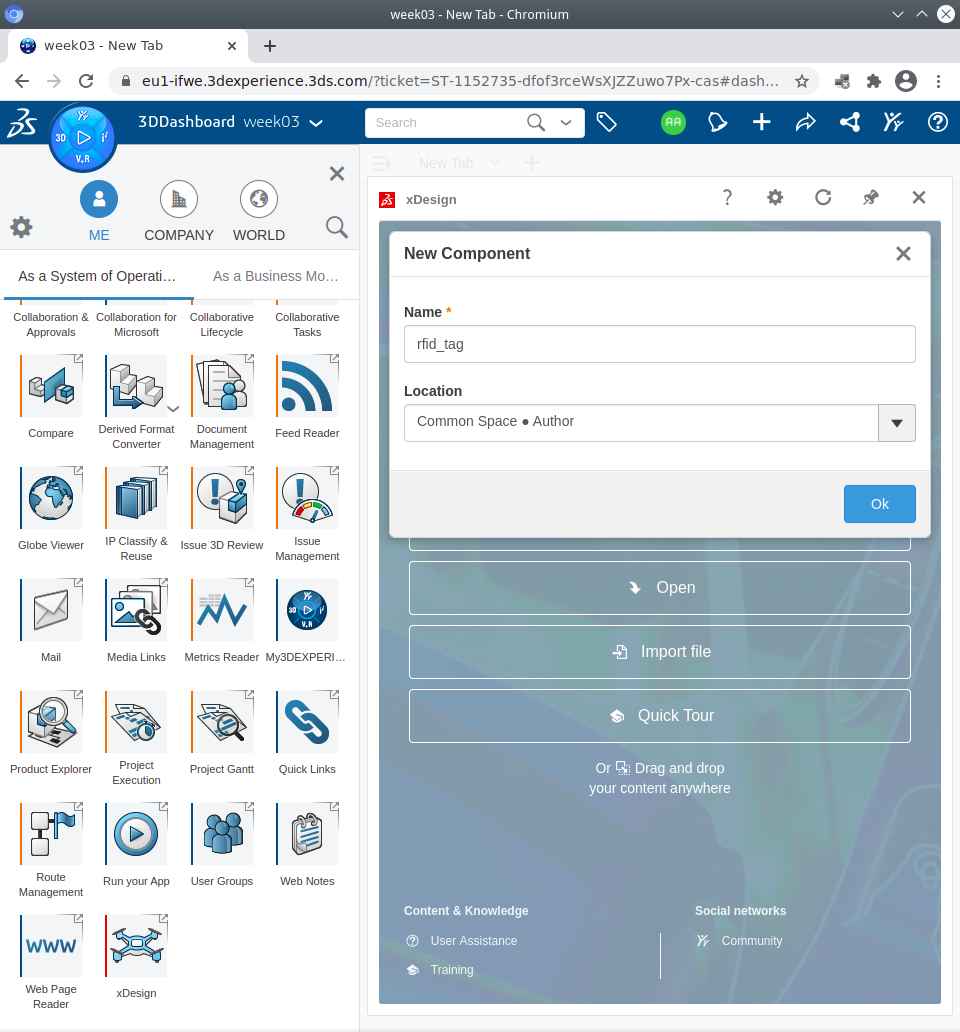 week03 - New Tab - Chromium
week03 - New Tab
eu1-ifwe.3dexperience.3ds.com/?ticket=ST-1152735-dfof3rceWsXJZZuwo7Px-cas#dash…
3DDashboard week03
Search
AA
3D
V.R
ME
COMPANY
WORLD
As a System of Operati…
As a Business Mo…
Collaboration & Approvals
Collaboration for Microsoft
Collaborative Lifecycle
Collaborative Tasks
Compare
Derived Format Converter
Document Management
Feed Reader
Globe Viewer
IP Classify & Reuse
Issue 3D Review
Issue Management
Mail
Media Links
Metrics Reader
My3DEXPERI…
Product Explorer
Project Execution
Project Gantt
Quick Links
Route Management
Run your App
User Groups
Web Notes
www
Web Page Reader
xDesign
New Tab
xDesign
New Component
Name *
rfid_tag
Location
Common Space ● Author
Ok
Open
Import file
Quick Tour
Or Drag and drop
your content anywhere
Content & Knowledge
User Assistance
Training
Social networks
Community